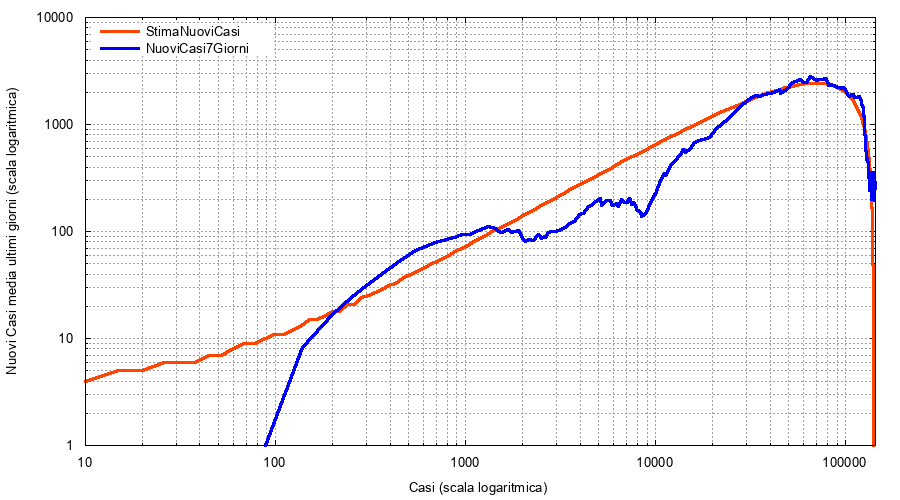 10000
1000
100
10
1
StimaNuoviCasi
NuoviCasi7Giorni
Nuovi Casi media ultimi giorni (scala logaritmica)
10 100 1000 10000 100000
Casi (scala logaritmica)